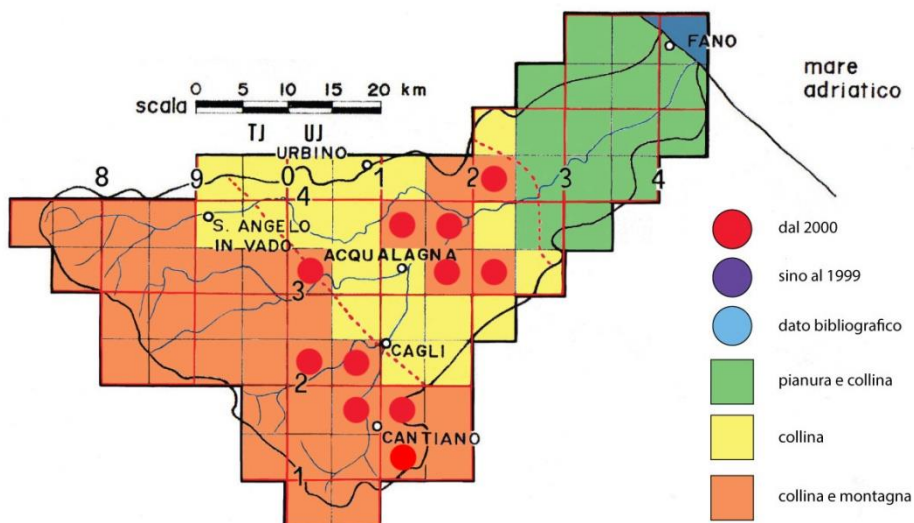 FANO
mare
adriatico
scala 0 5 10 15 20 km
TJ UJ
URBINO
8 9 0 1 2 3 4
4
S. ANGELO
IN VADO
ACQUALAGNA
3
CAGLI
2
CANTIANO
1
dal 2000
sino al 1999
dato bibliografico
pianura e collina
collina
collina e montagna